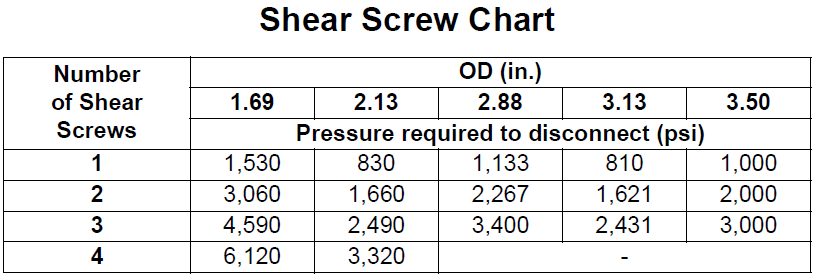 Shear Screw Chart
Number of Shear Screws
OD (in.)
1.69 2.13 2.88 3.13 3.50
Pressure required to disconnect (psi)
1 1,530 830 1,133 810 1,000
2 3,060 1,660 2,267 1,621 2,000
3 4,590 2,490 3,400 2,431 3,000
4 6,120 3,320 -